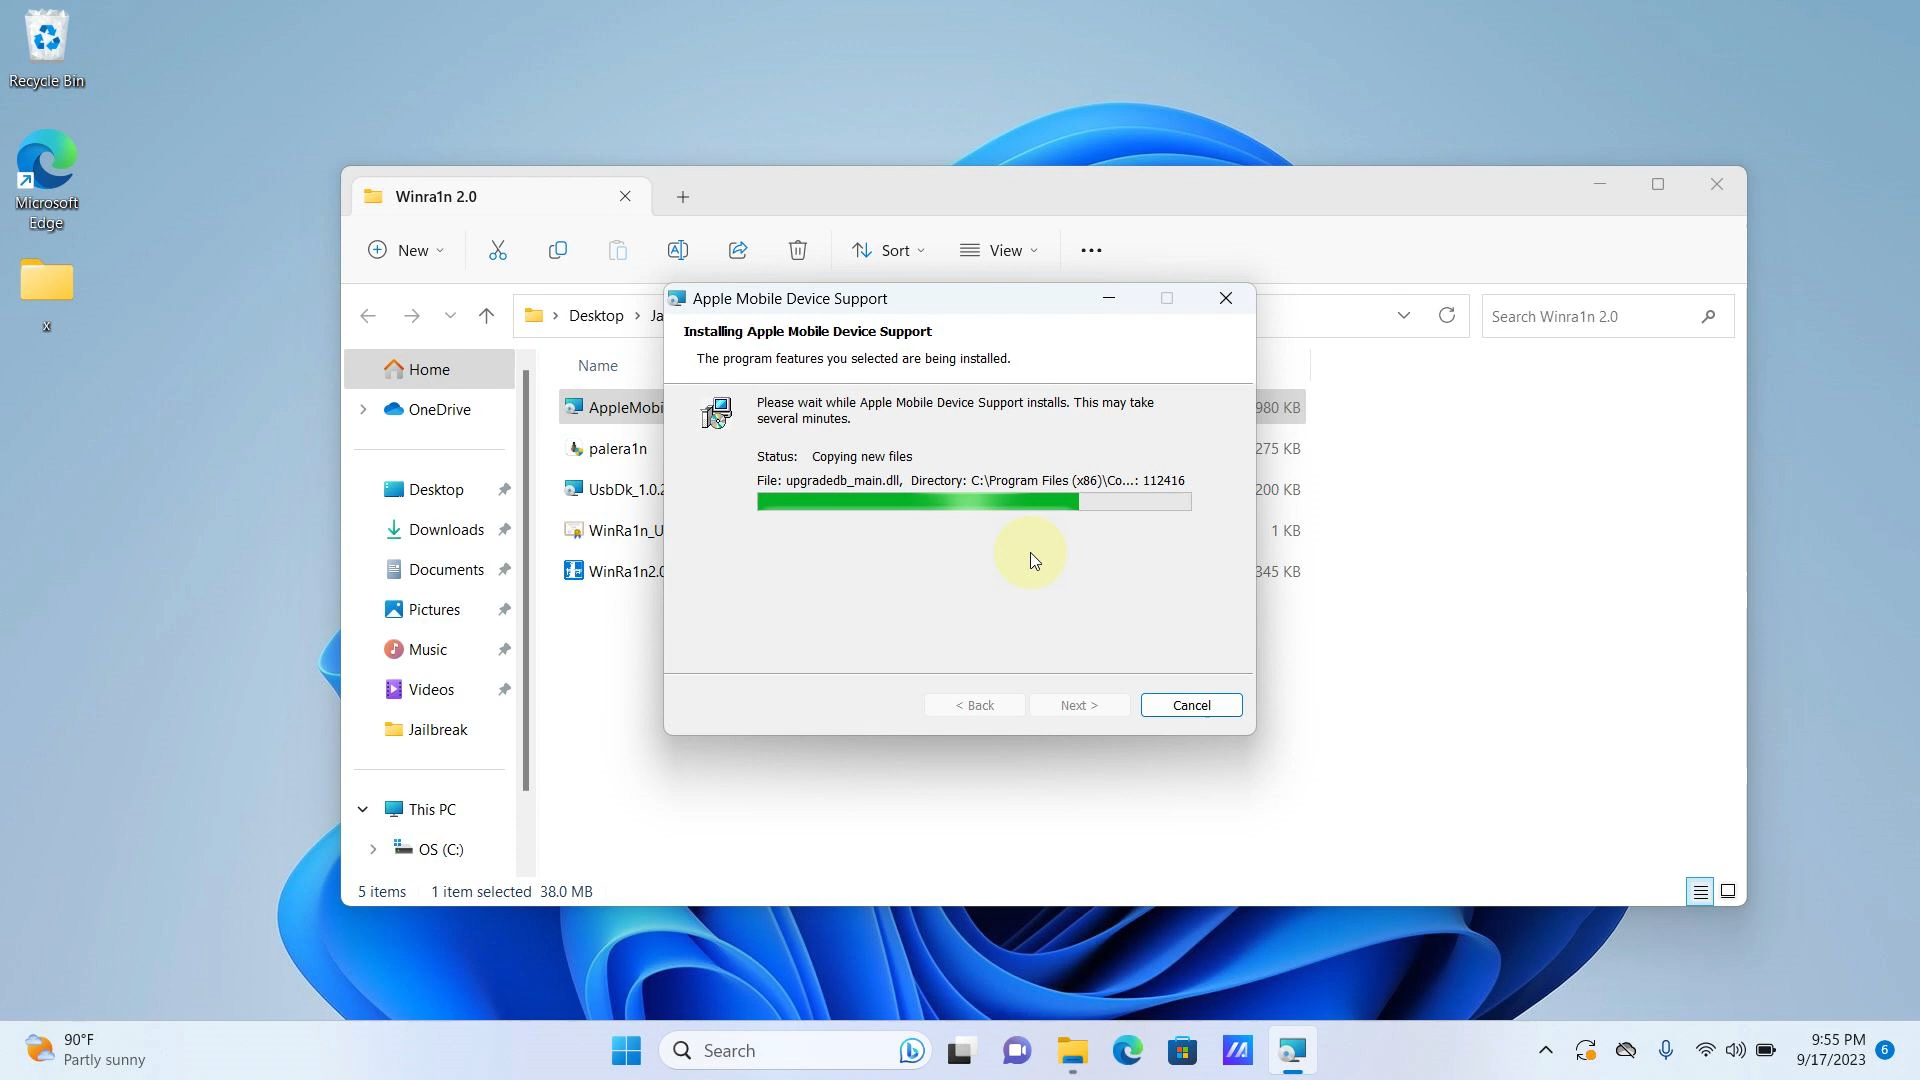 Recycle Bin
Microsoft
Edge
x
Winra1n 2.0
New
Sort
View
Desktop
Ja
Search Winra1n 2.0
Home
OneDrive
Desktop
Downloads
Documents
Pictures
Music
Videos
Jailbreak
This PC
OS (C:)
Name
AppleMobi
980 KB
palera1n
275 KB
UsbDk_1.0.2
200 KB
WinRa1n_U
1 KB
WinRa1n2.0
345 KB
Apple Mobile Device Support
Installing Apple Mobile Device Support
The program features you selected are being installed.
Please wait while Apple Mobile Device Support installs. This may take
several minutes.
Status: Copying new files
File: upgradedb_main.dll, Directory: C:\Program Files (x86)\Co...: 112416
< Back
Next >
Cancel
5 items
1 item selected 38.0 MB
90°F
Partly sunny
Search
9:55 PM
9/17/2023
6